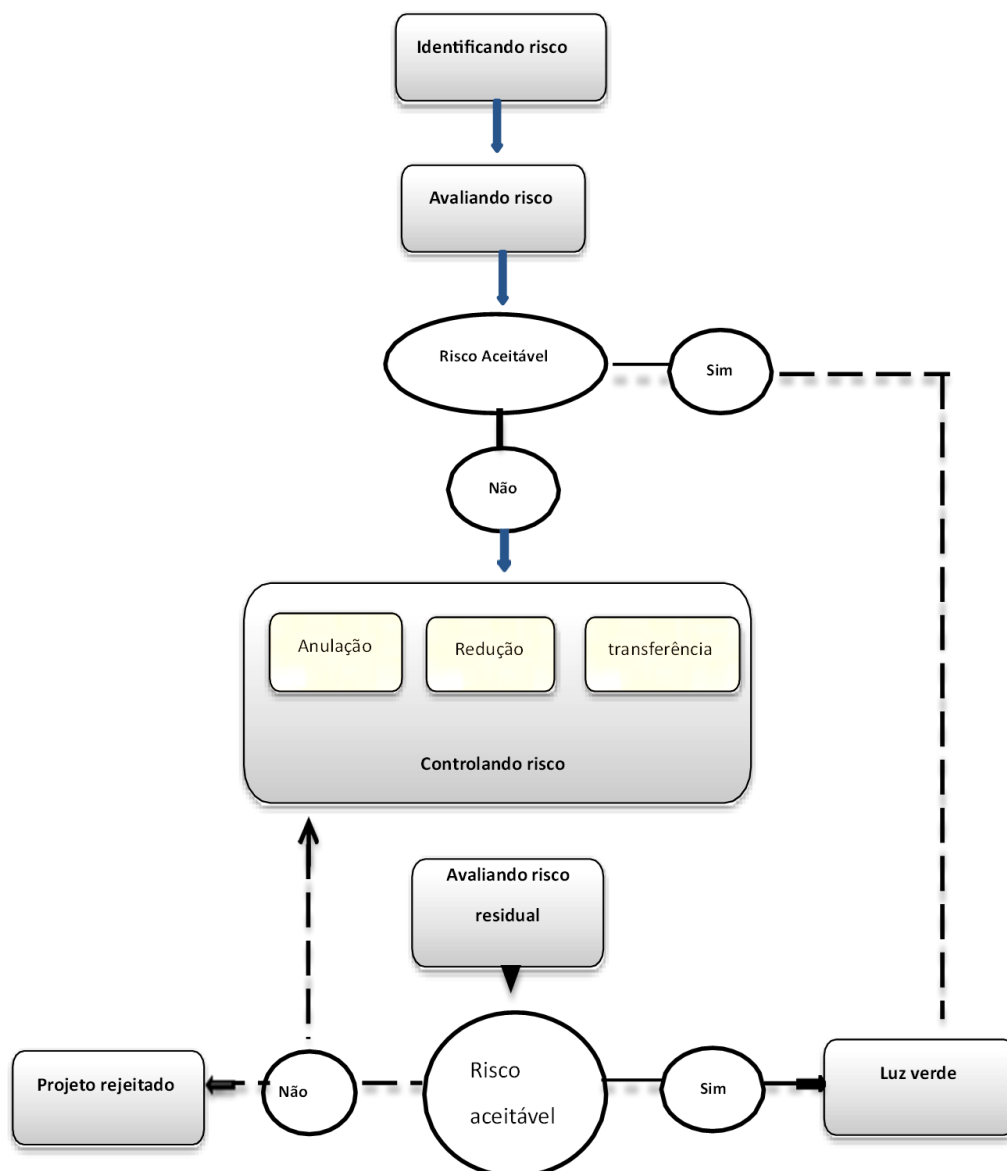 Identificando risco
Avaliando risco
Risco Aceitável
Sim
Não
Anulação
Redução
transferência
Controlando risco
Avaliando risco
residual
Projeto rejeitado
Não
Risco
aceitável
Sim
Luz verde